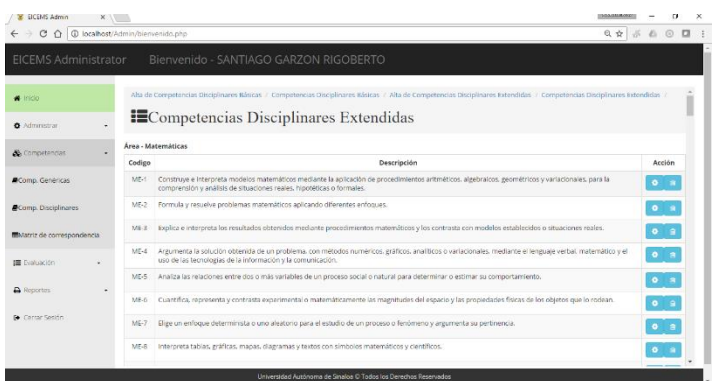 EICEMS Admin
localhost/Admin/bienvenido.php
EICEMS Administrator
Bienvenido - SANTIAGO GARZON RIGOBERTO
Inicio
Administrar
Competencias
Comp. Genéricas
Comp. Disciplinares
Matriz de correspondencia
Evaluación
Reportes
Cerrar Sesión
Alta de Competencias Disciplinares Básicas / Competencias Disciplinares Básicas / Alta de Competencias Disciplinares Extendidas / Competencias Disciplinares Extendidas /
Competencias Disciplinares Extendidas
Área - Matemáticas
Codigo Descripción Acción
ME-1 Construye e interpreta modelos matemáticos mediante la aplicación de procedimientos aritméticos, algebraicos, geométricos y variacionales, para la
comprensión y análisis de situaciones reales, hipotéticas o formales.
ME-2 Formula y resuelve problemas matemáticos aplicando diferentes enfoques.
ME-3 Explica e interpreta los resultados obtenidos mediante procedimientos matemáticos y los contrasta con modelos establecidos o situaciones reales.
ME-4 Argumenta la solución obtenida de un problema, con métodos numéricos, gráficos, analíticos o variacionales, mediante el lenguaje verbal, matemático y el
uso de las tecnologías de la información y la comunicación.
ME-5 Analiza las relaciones entre dos o más variables de un proceso social o natural para determinar o estimar su comportamiento.
ME-6 Cuantifica, representa y contrasta experimental o matemáticamente las magnitudes del espacio y las propiedades físicas de los objetos que lo rodean.
ME-7 Elige un enfoque determinista o uno aleatorio para el estudio de un proceso o fenómeno y argumenta su pertinencia.
ME-8 Interpreta tablas, gráficas, mapas, diagramas y textos con símbolos matemáticos y científicos.
Universidad Autónoma de Sinaloa © Todos los Derechos Reservados